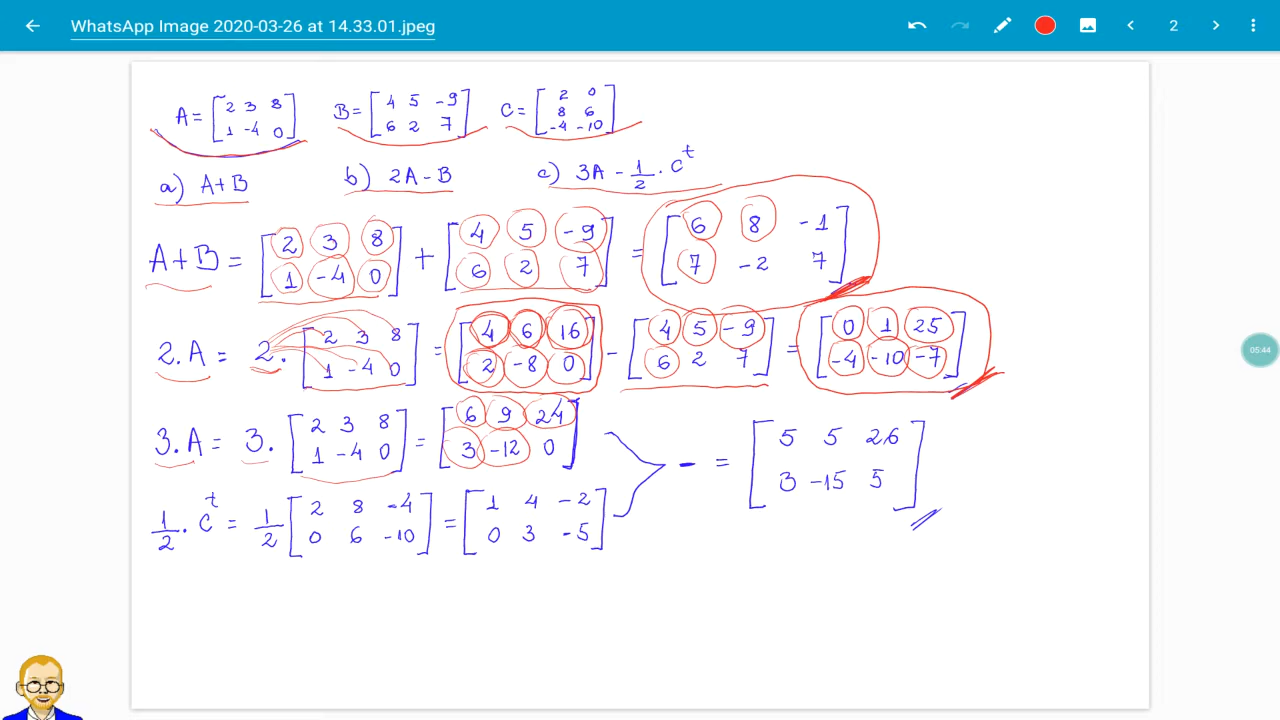 WhatsApp Image 2020-03-26 at 14.33.01.jpeg
2
A = [2 3 8; 1 -4 0] B = [4 5 -9; 6 2 7] C = [2 0; 8 6; -4 -10]
a) A+B b) 2A - B c) 3A - 1/2 · C^t
A+B = [2 3 8; 1 -4 0] + [4 5 -9; 6 2 7] = [6 8 -1; 7 -2 7]
2.A = 2. [2 3 8; 1 -4 0] = [4 6 16; 2 -8 0] - [4 5 -9; 6 2 7] = [0 1 25; -4 -10 -7]
05:44
3.A = 3. [2 3 8; 1 -4 0] = [6 9 24; 3 -12 0]
- = [5 5 26; 3 -15 5]
1/2 · C^t = 1/2 [2 8 -4; 0 6 -10] = [1 4 -2; 0 3 -5]